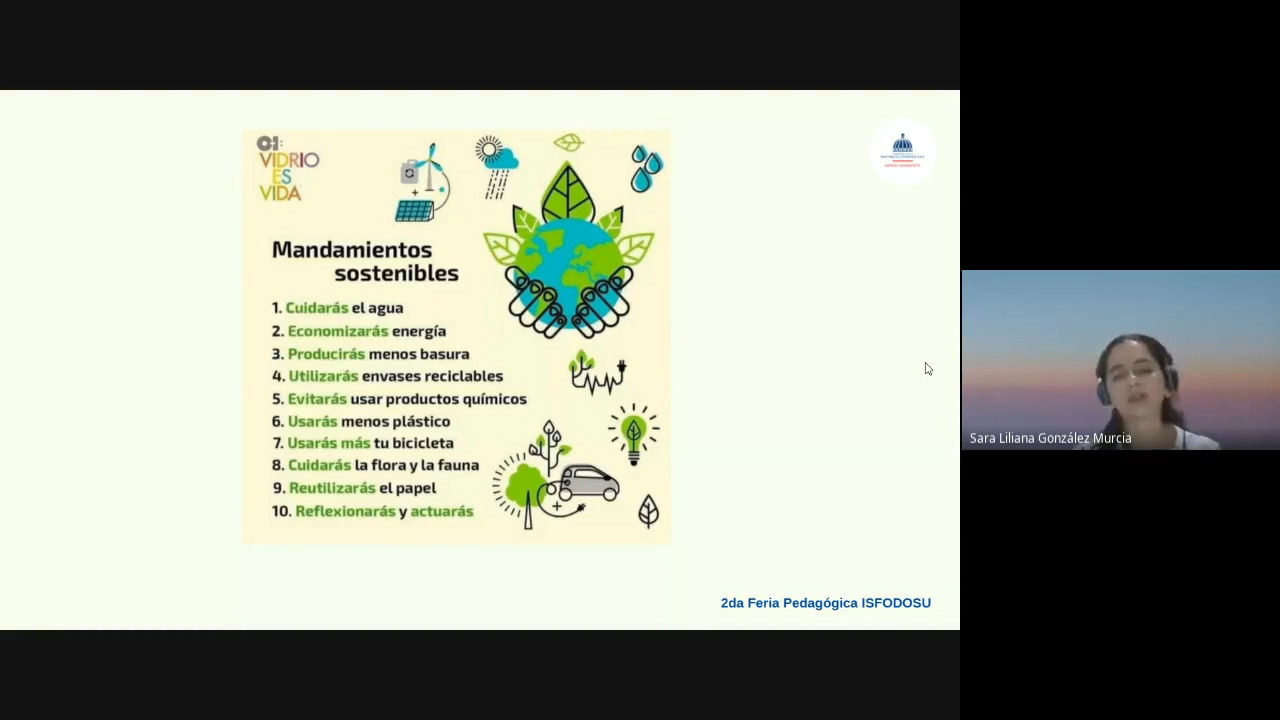 O-I:
VIDRIO
ES
VIDA
Mandamientos
sostenibles
1. Cuidarás el agua
2. Economizarás energía
3. Producirás menos basura
4. Utilizarás envases reciclables
5. Evitarás usar productos químicos
6. Usarás menos plástico
7. Usarás más tu bicicleta
8. Cuidarás la flora y la fauna
9. Reutilizarás el papel
10. Reflexionarás y actuarás
2da Feria Pedagógica ISFODOSU
Sara Liliana González Murcia